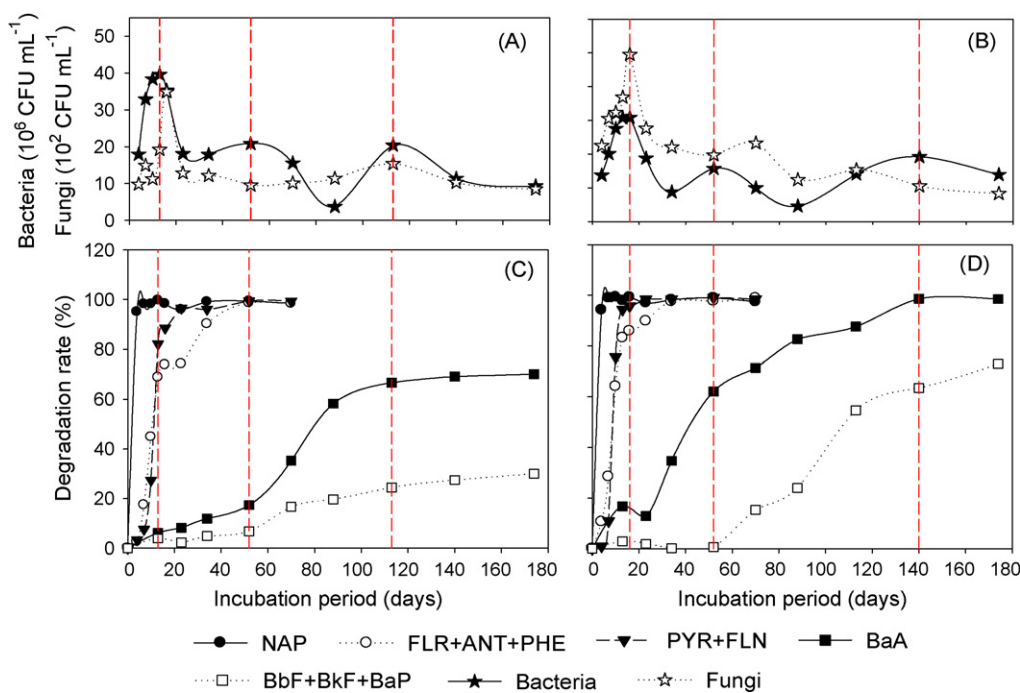 Bacteria (10⁶ CFU mL⁻¹)
Fungi (10² CFU mL⁻¹)
50
40
30
20
10
0
(A)
(B)
120
100
80
60
40
20
0
Degradation rate (%)
(C)
(D)
0 20 40 60 80 100 120 140 160 180
0 20 40 60 80 100 120 140 160 180
Incubation period (days)
Incubation period (days)
NAP FLR+ANT+PHE PYR+FLN BaA
BbF+BkF+BaP Bacteria Fungi